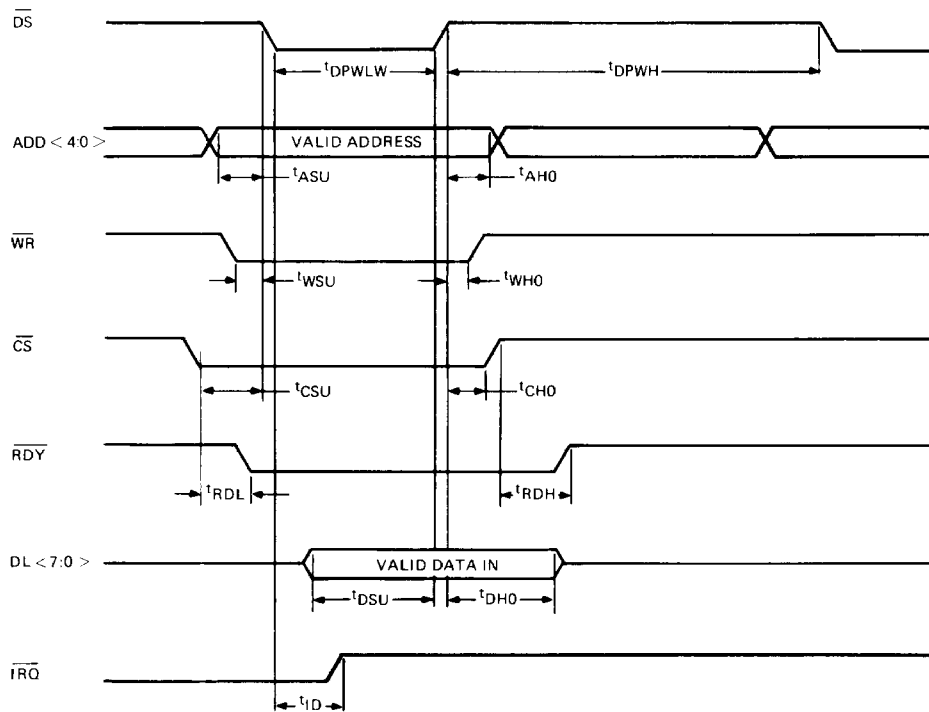 DS
tDPWLW
tDPWH
ADD < 4:0 >
VALID ADDRESS
tASU
tAH0
WR
tWSU
tWH0
CS
tCSU
tCH0
RDY
tRDL
tRDH
DL < 7:0 >
VALID DATA IN
tDSU
tDH0
IRQ
tID